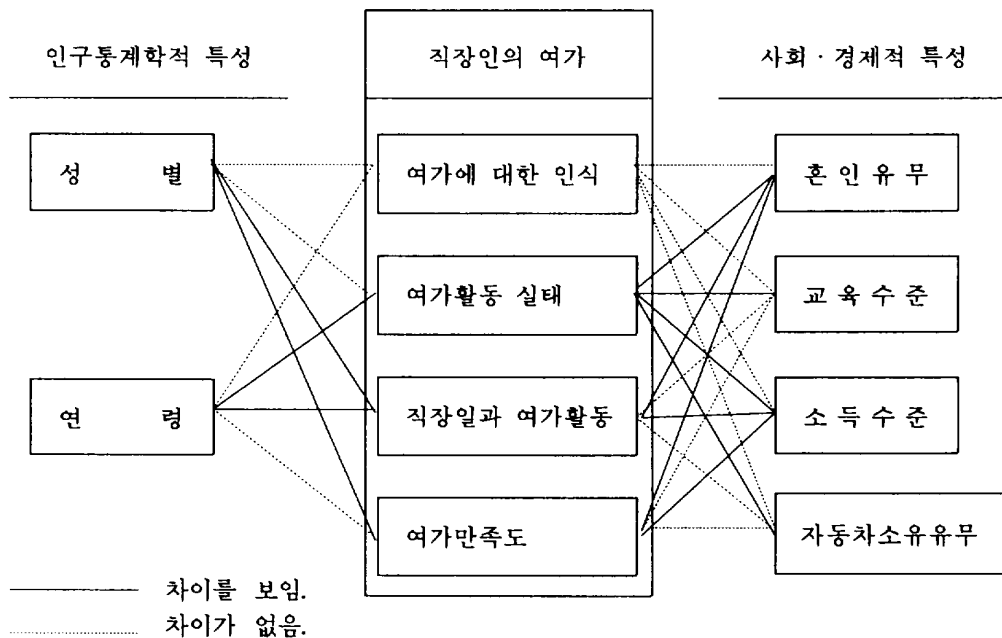 인구통계학적 특성
직장인의 여가
사회 · 경제적 특성
성 별
여가에 대한 인식
혼 인 유 무
여가활동 실태
교 육 수 준
연 령
직장일과 여가활동
소 득 수 준
여가만족도
자동차소유유무
차이를 보임.
차이가 없음.